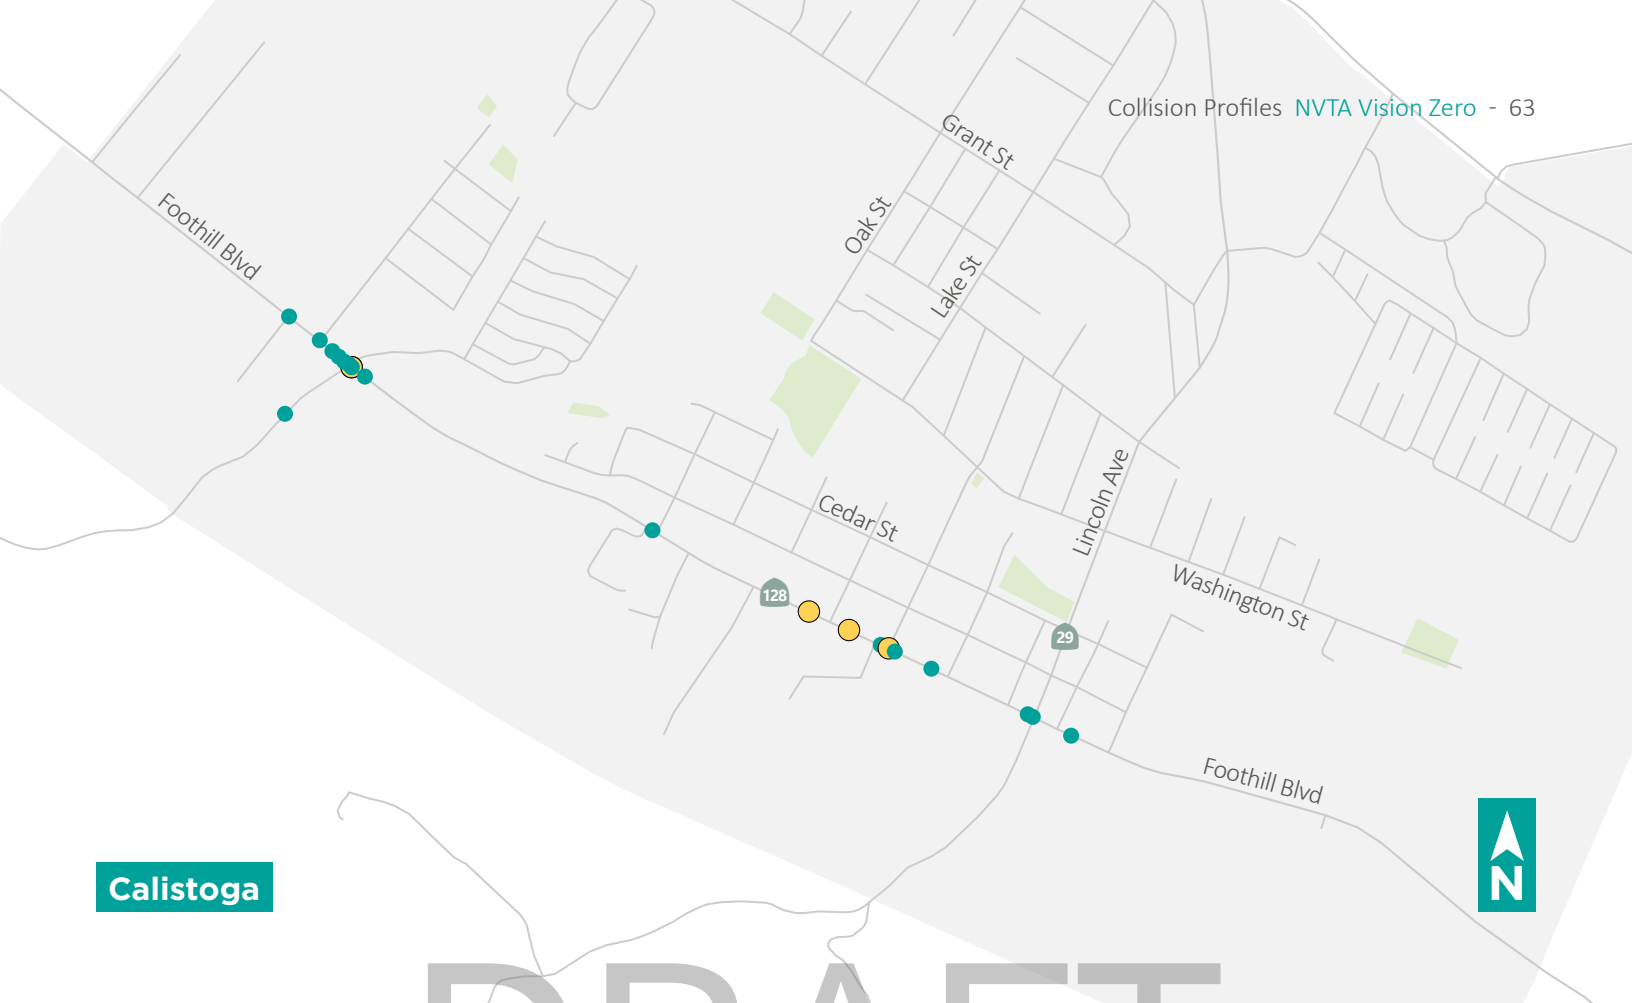 Collision Profiles NVTA Vision Zero - 63
Grant St
Foothill Blvd
Oak St
Lake St
Lincoln Ave
Cedar St
Washington St
128
29
Foothill Blvd
Calistoga
N
DRAFT